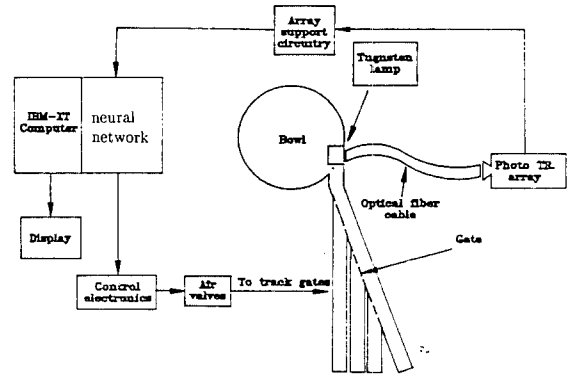 Array
support
circuitry
Tugnsten
lamp
IBM-XT
Computer
neural
network
Bowl
Photo TR.
array
Optical fiber
cable
Display
Gate
Control
electronics
Air
valves
To track gates